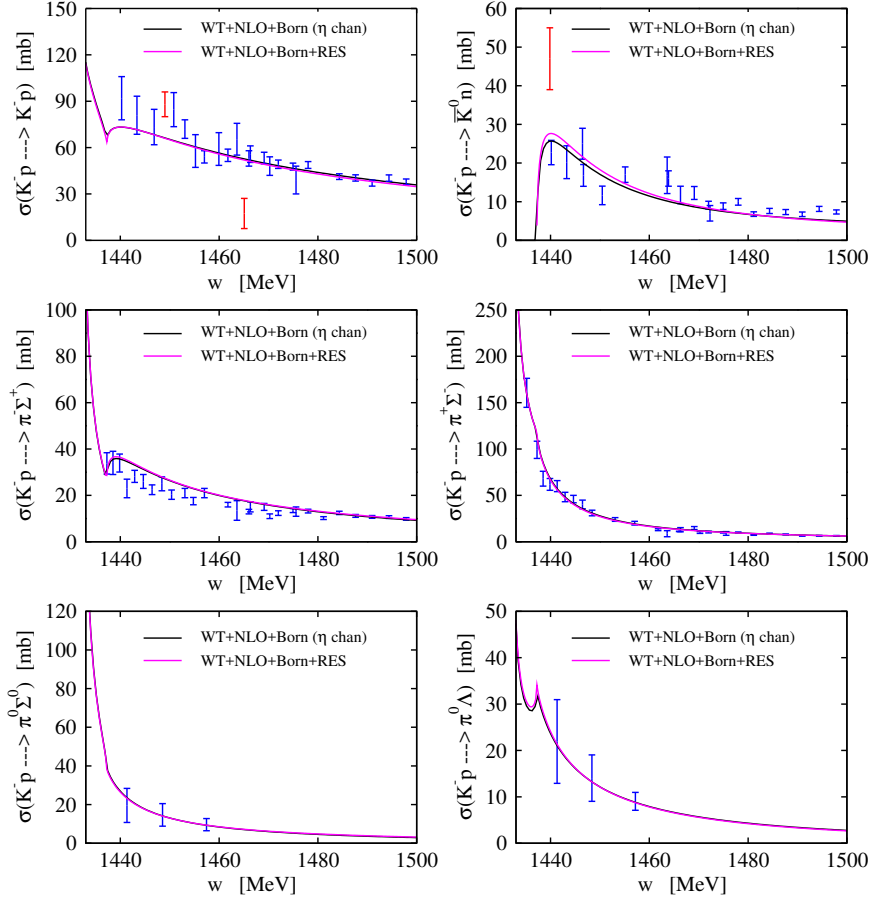 σ(K⁻p ---> K⁻p) [mb]
150
120
90
60
30
0
WT+NLO+Born (η chan)
WT+NLO+Born+RES
1440 1460 1480 1500
w [MeV]
σ(K⁻p ---> K̅⁰n) [mb]
60
50
40
30
20
10
0
WT+NLO+Born (η chan)
WT+NLO+Born+RES
1440 1460 1480 1500
w [MeV]
σ(K⁻p ---> π⁻Σ⁺) [mb]
100
80
60
40
20
0
WT+NLO+Born (η chan)
WT+NLO+Born+RES
1440 1460 1480 1500
w [MeV]
σ(K⁻p ---> π⁺Σ⁻) [mb]
250
200
150
100
50
0
WT+NLO+Born (η chan)
WT+NLO+Born+RES
1440 1460 1480 1500
w [MeV]
σ(K⁻p ---> π⁰Σ⁰) [mb]
120
100
80
60
40
20
0
WT+NLO+Born (η chan)
WT+NLO+Born+RES
1440 1460 1480 1500
w [MeV]
σ(K⁻p ---> π⁰Λ) [mb]
50
40
30
20
10
0
WT+NLO+Born (η chan)
WT+NLO+Born+RES
1440 1460 1480 1500
w [MeV]